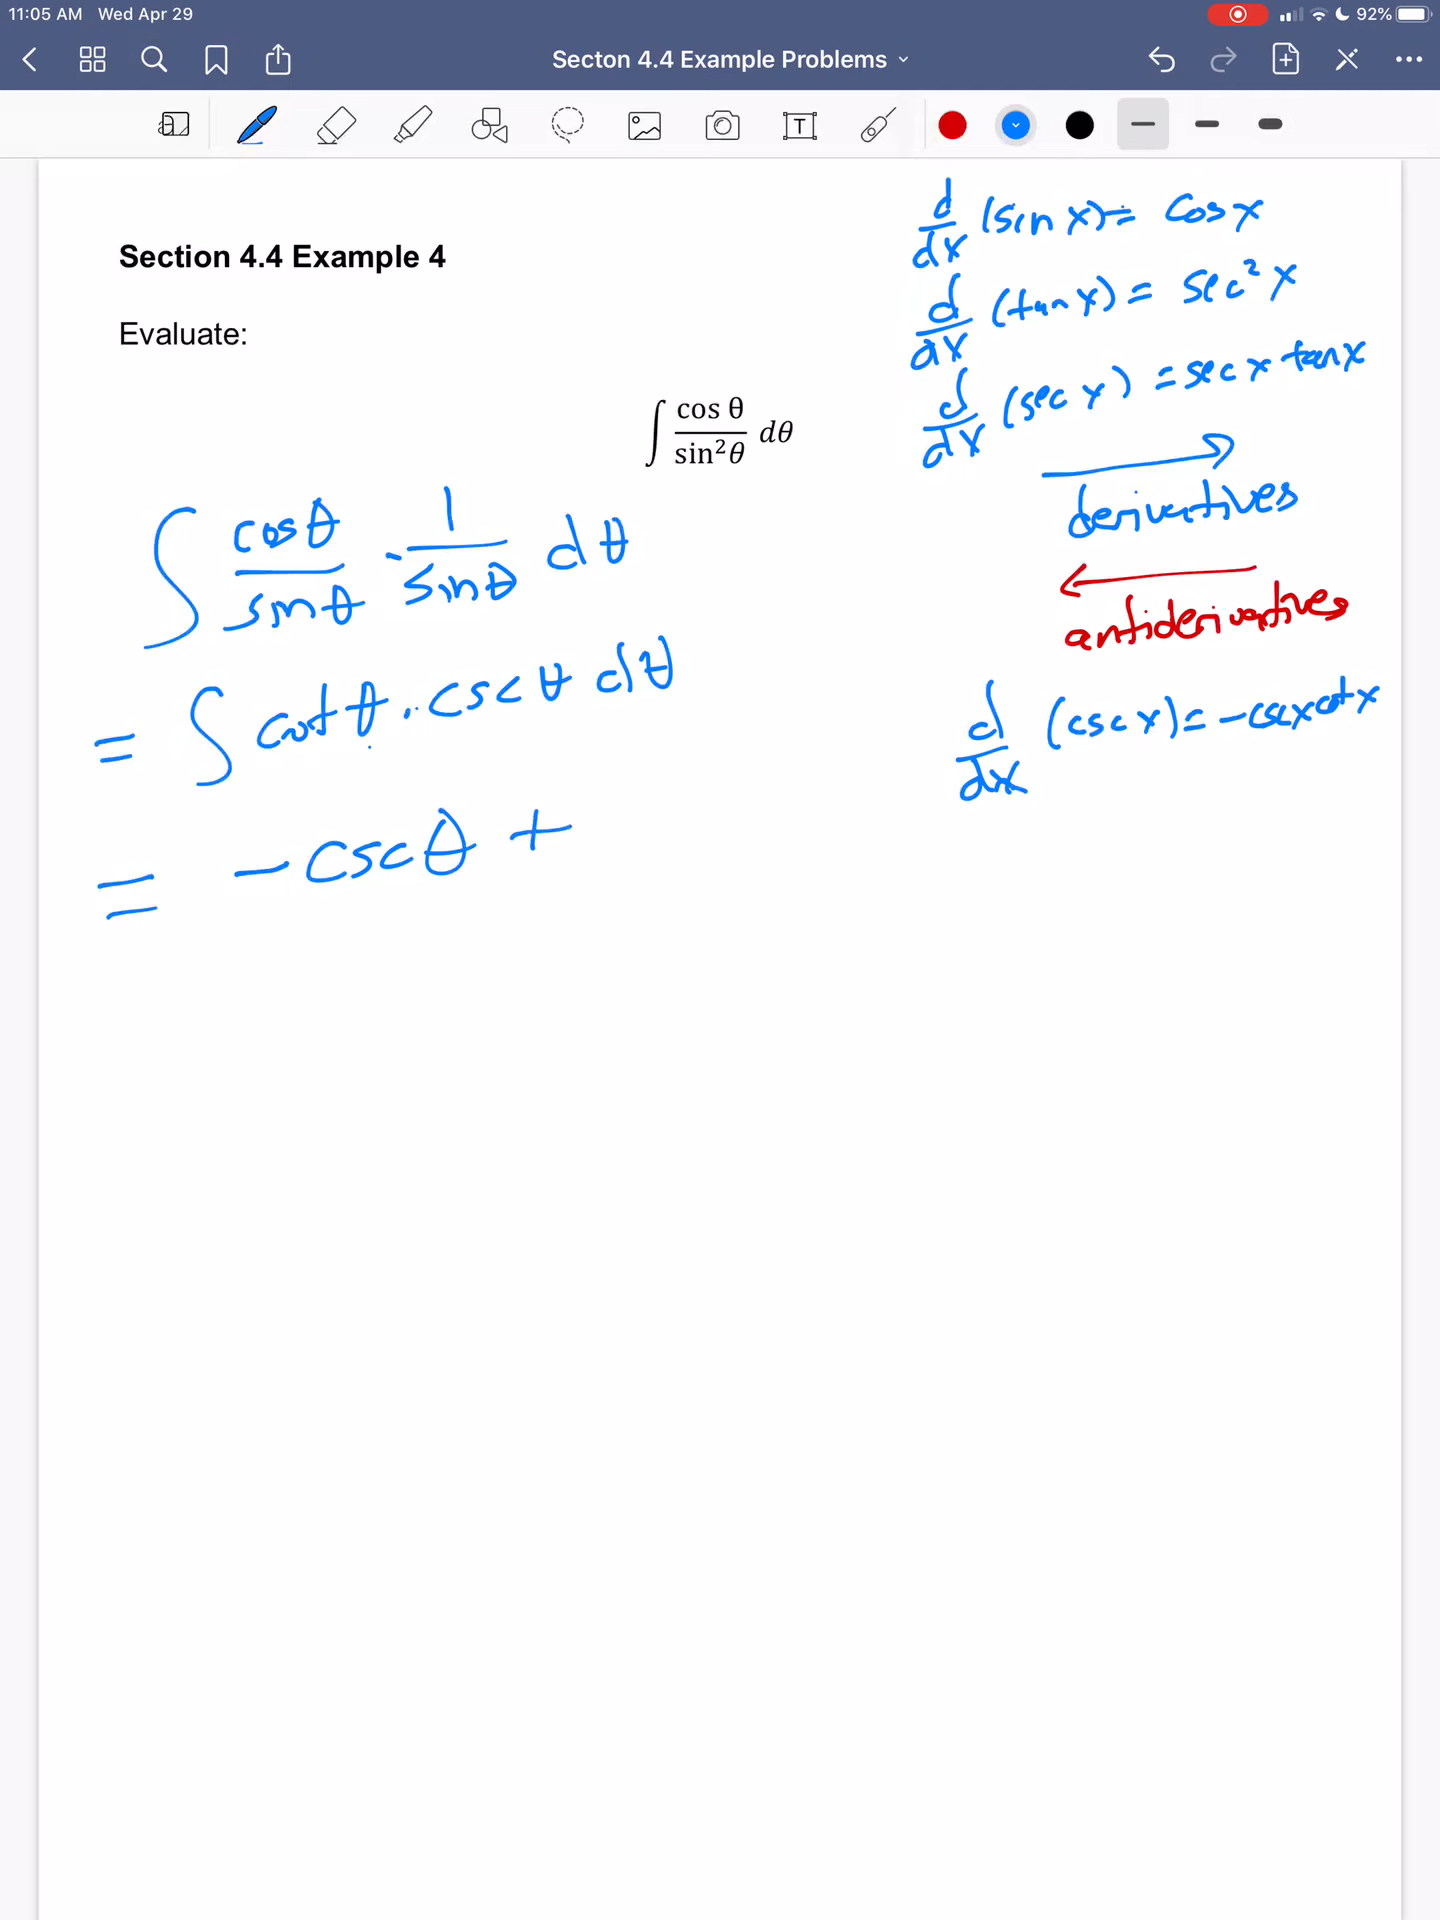 11:05 AM Wed Apr 29 92%
Secton 4.4 Example Problems
Section 4.4 Example 4
Evaluate:
∫ cos θ / sin²θ dθ
∫ cosθ / sinθ · 1 / sinθ dθ
= ∫ cotθ · cscθ dθ
= -cscθ +
d/dx (sin x) = cos x
d/dx (tan x) = sec² x
d/dx (sec x) = sec x tan x
derivatives
antiderivatives
d/dx (csc x) = -csc x cot x